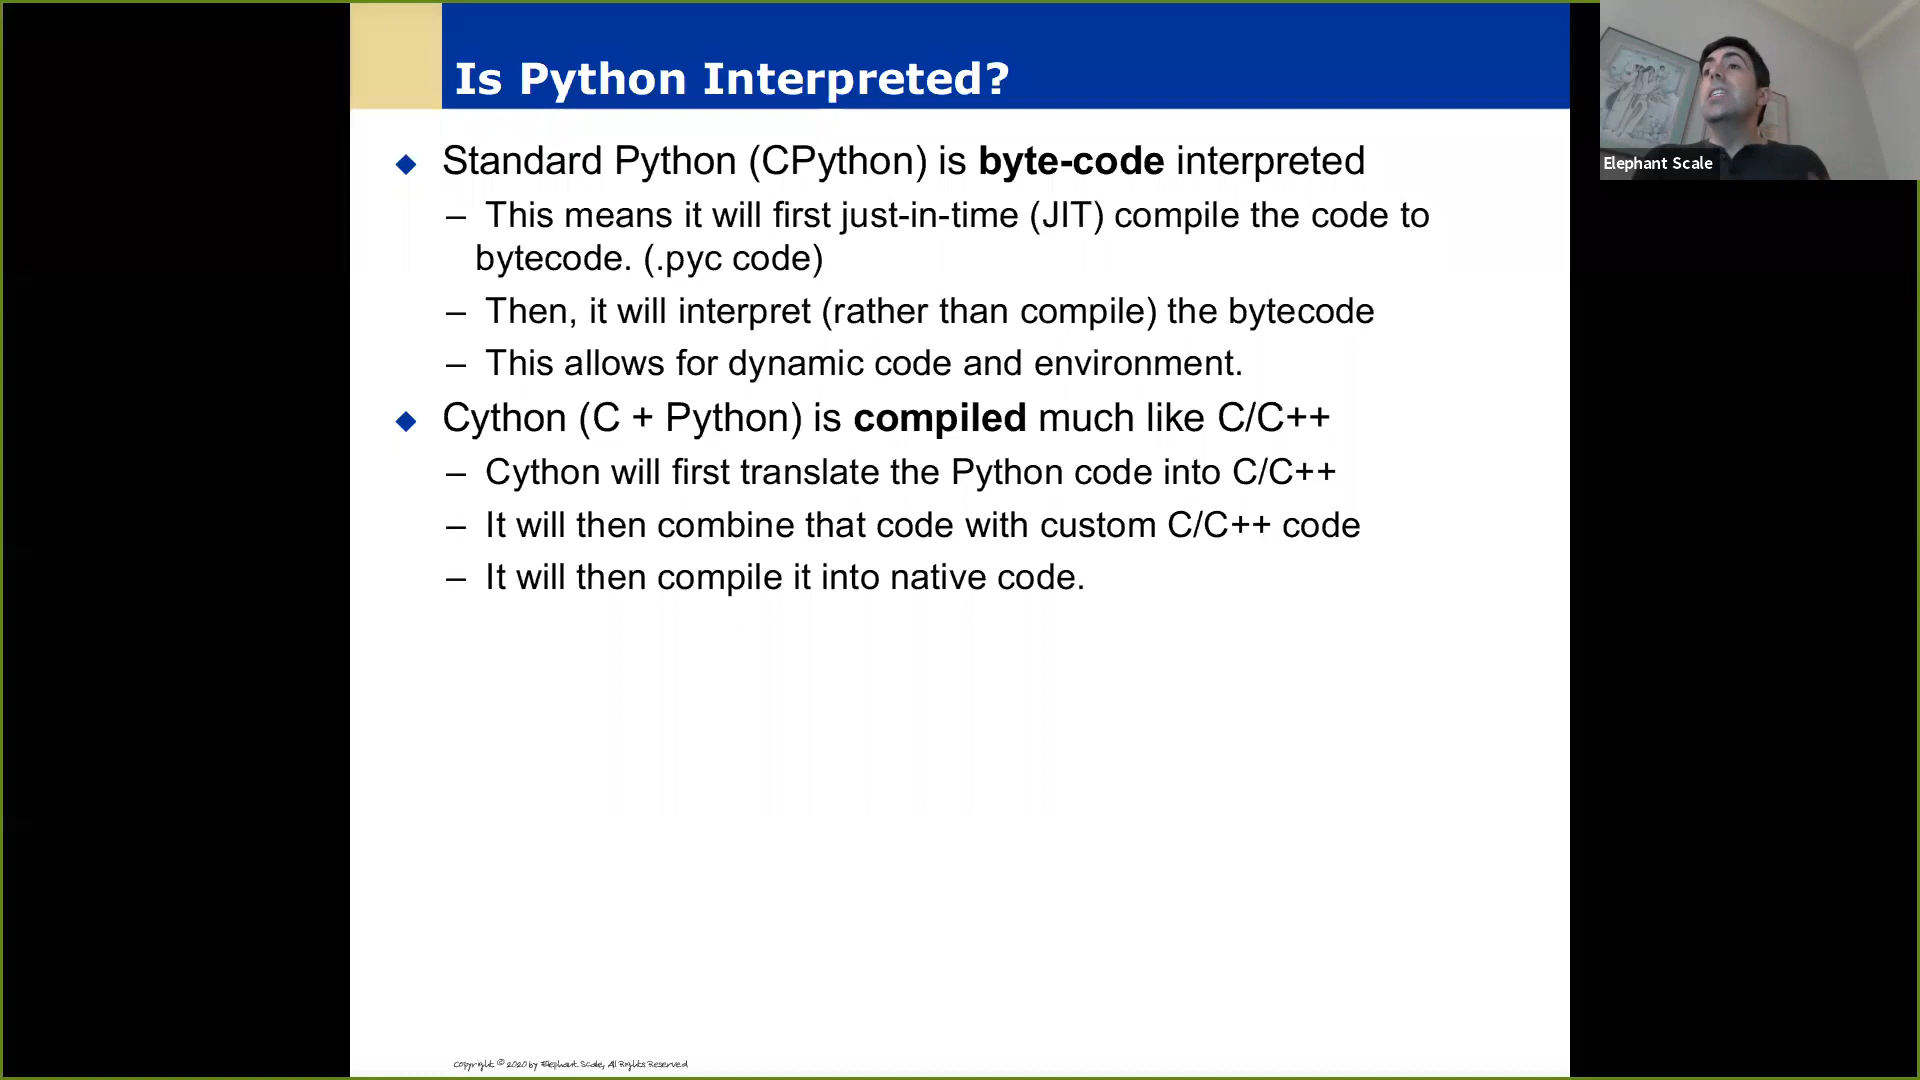 Is Python Interpreted?
Elephant Scale
◆ Standard Python (CPython) is byte-code interpreted
– This means it will first just-in-time (JIT) compile the code to
bytecode. (.pyc code)
– Then, it will interpret (rather than compile) the bytecode
– This allows for dynamic code and environment.
◆ Cython (C + Python) is compiled much like C/C++
– Cython will first translate the Python code into C/C++
– It will then combine that code with custom C/C++ code
– It will then compile it into native code.
Copyright © 2020 by Elephant Scale, All Rights Reserved